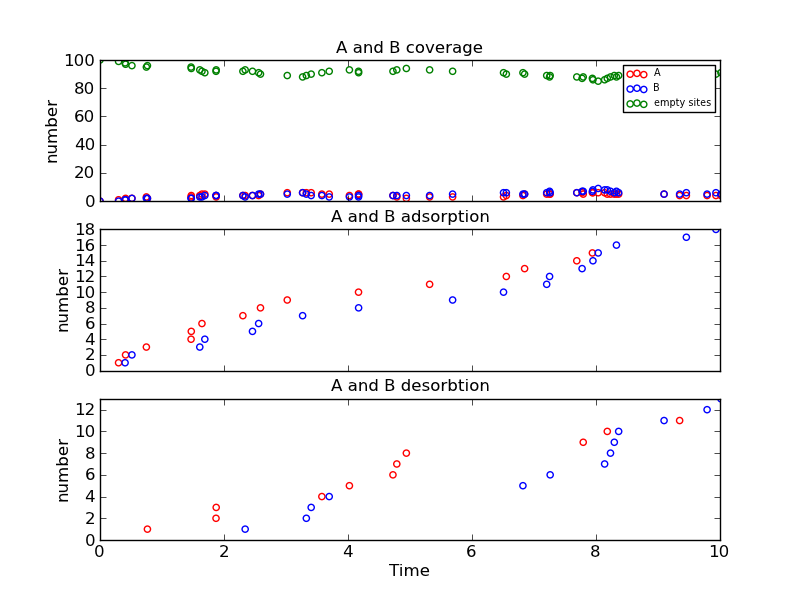 A and B coverage
100
80
60
40
20
0
number
A
B
empty sites
A and B adsorption
18
16
14
12
10
8
6
4
2
0
number
A and B desorbtion
12
10
8
6
4
2
0
number
0 2 4 6 8 10
Time